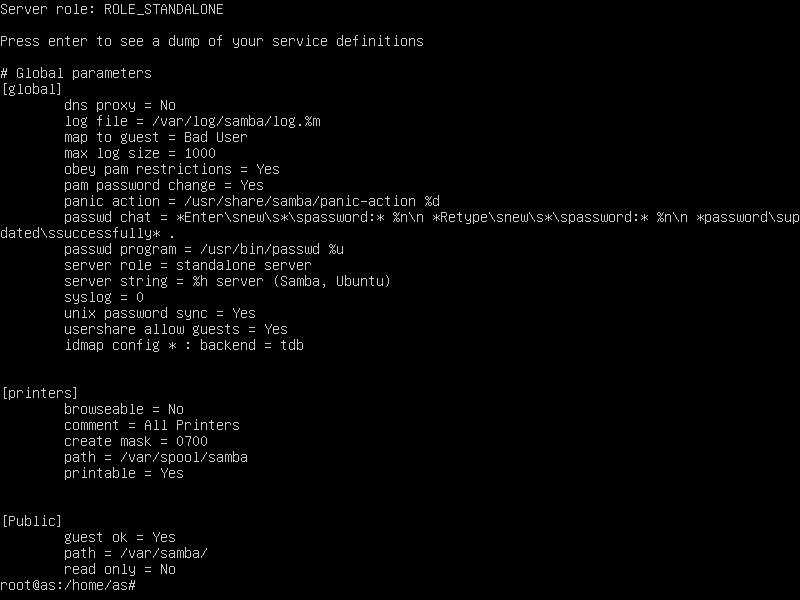 Server role: ROLE_STANDALONE
Press enter to see a dump of your service definitions
# Global parameters
[global]
dns proxy = No
log file = /var/log/samba/log.%m
map to guest = Bad User
max log size = 1000
obey pam restrictions = Yes
pam password change = Yes
panic action = /usr/share/samba/panic-action %d
passwd chat = *Enter\snew\s*\spassword:* %n\n *Retype\snew\s*\spassword:* %n\n *password\sup
dated\ssuccessfully* .
passwd program = /usr/bin/passwd %u
server role = standalone server
server string = %h server (Samba, Ubuntu)
syslog = 0
unix password sync = Yes
usershare allow guests = Yes
idmap config * : backend = tdb
[printers]
browseable = No
comment = All Printers
create mask = 0700
path = /var/spool/samba
printable = Yes
[Public]
guest ok = Yes
path = /var/samba/
read only = No
root@as:/home/as#